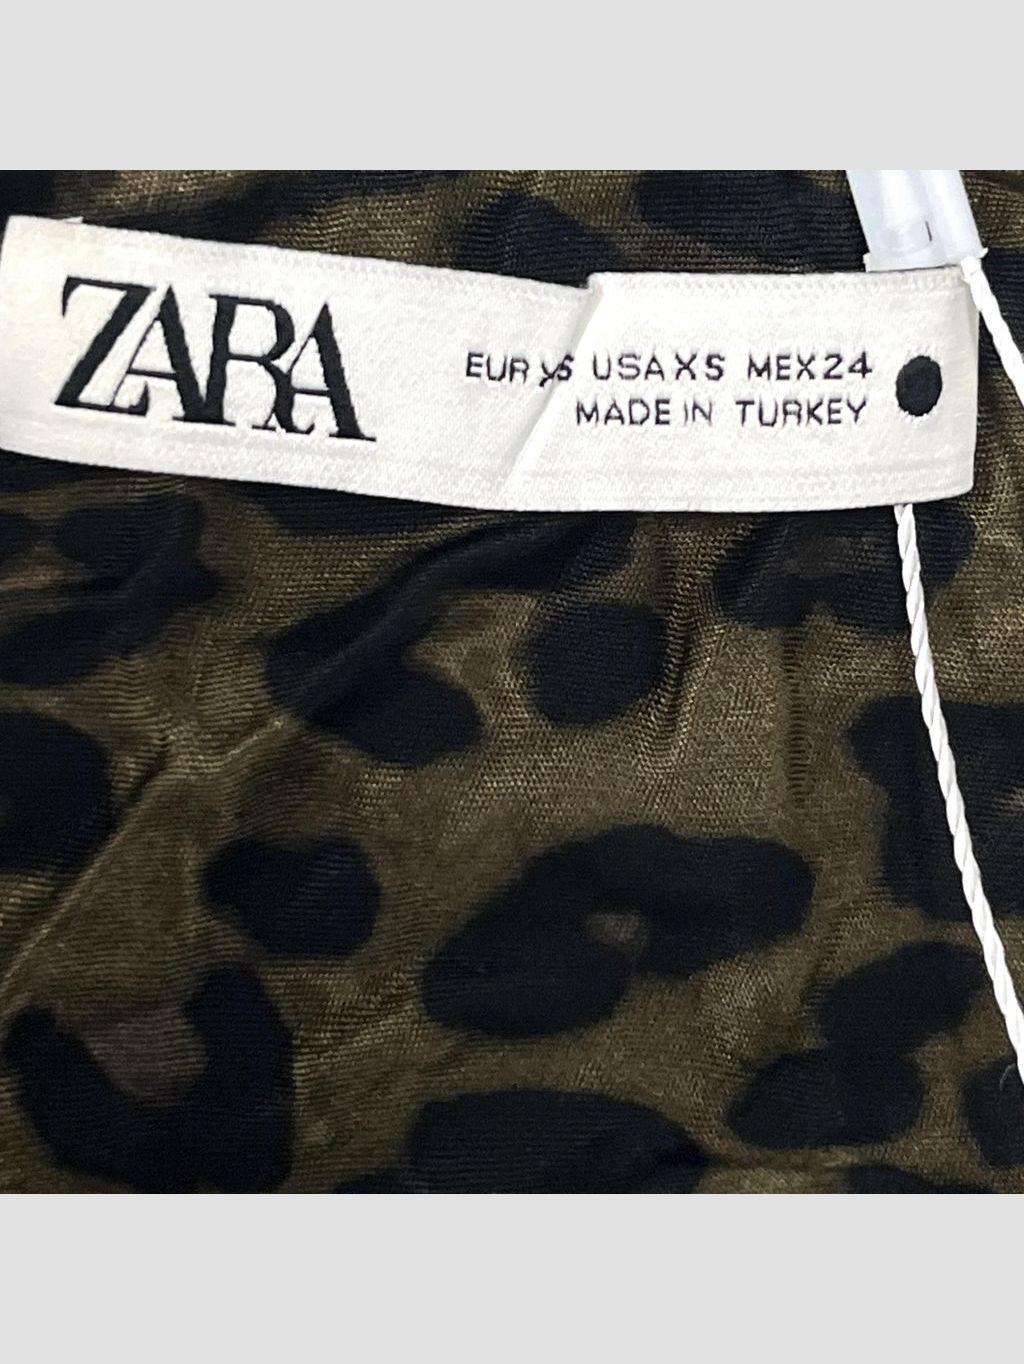 ZARA
EUR XS USA XS MEX 24
MADE IN TURKEY